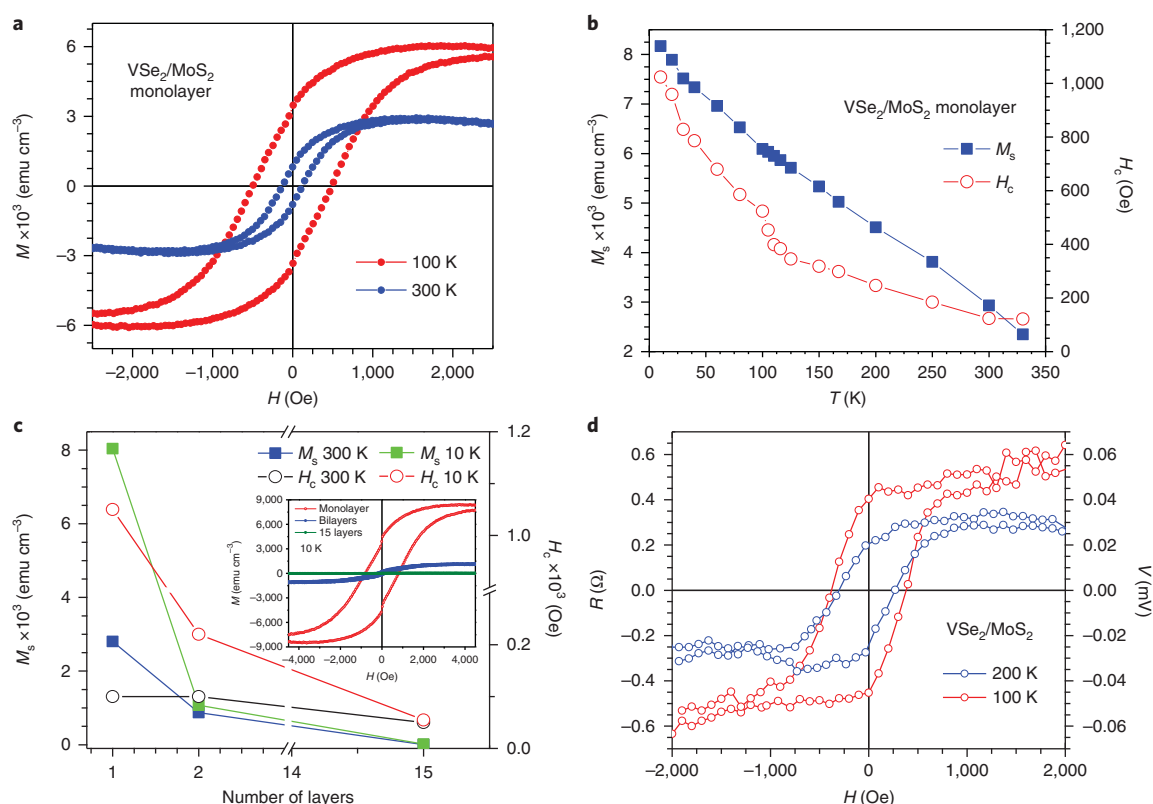 a
VSe2/MoS2
monolayer
6
3
0
−3
−6
M ×10³ (emu cm−3)
100 K
300 K
−2,000
−1,000
0
1,000
2,000
H (Oe)
b
8
7
6
5
4
3
2
Ms ×10³ (emu cm−3)
VSe2/MoS2 monolayer
Ms
Hc
1,200
1,000
800
600
400
200
0
Hc (Oe)
0
50
100
150
200
250
300
350
T (K)
c
8
6
4
2
0
Ms ×10³ (emu cm−3)
Ms 300 K
Ms 10 K
Hc 300 K
Hc 10 K
9,000
6,000
3,000
0
−3,000
−6,000
−9,000
M (emu cm−3)
Monolayer
Bilayers
15 layers
10 K
−4,000
−2,000
0
2,000
4,000
H (Oe)
1.2
1.0
0.2
0.0
Hc ×10³ (Oe)
1
2
14
15
Number of layers
d
0.6
0.4
0.2
0.0
−0.2
−0.4
−0.6
R (Ω)
VSe2/MoS2
200 K
100 K
0.06
0.04
0.02
0.00
−0.02
−0.04
−0.06
V (mV)
−2,000
−1,000
0
1,000
2,000
H (Oe)